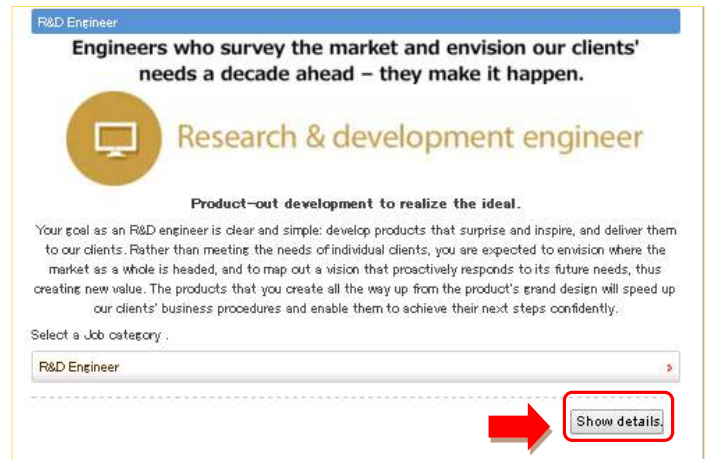 R&D Engineer
Engineers who survey the market and envision our clients'
needs a decade ahead – they make it happen.
Research & development engineer
Product-out development to realize the ideal.
Your goal as an R&D engineer is clear and simple: develop products that surprise and inspire, and deliver them
to our clients. Rather than meeting the needs of individual clients, you are expected to envision where the
market as a whole is headed, and to map out a vision that proactively responds to its future needs, thus
creating new value. The products that you create all the way up from the product's grand design will speed up
our clients' business procedures and enable them to achieve their next steps confidently.
Select a Job category .
R&D Engineer
Show details.